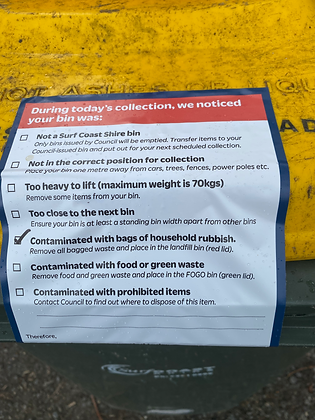 During today's collection, we noticed
your bin was:
Not a Surf Coast Shire bin
Only bins issued by Council will be emptied. Transfer items to your
Council-issued bin and put out for your next scheduled collection.
Not in the correct position for collection
Place your bin one metre away from cars, trees, fences, power poles etc.
Too heavy to lift (maximum weight is 70kgs)
Remove some items from your bin.
Too close to the next bin
Ensure your bin is at least a standing bin width apart from other bins
Contaminated with bags of household rubbish.
Remove all bagged waste and place in the landfill bin (red lid).
Contaminated with food or green waste
Remove food and green waste and place in the FOGO bin (green lid).
Contaminated with prohibited items
Contact Council to find out where to dispose of this item.
Therefore,